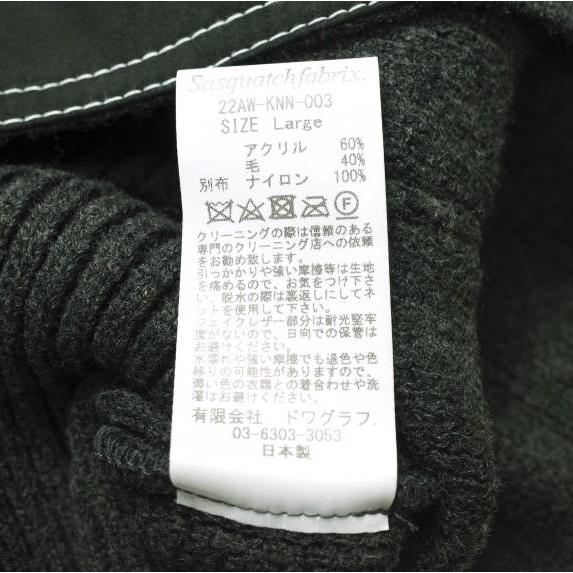 Sasquatchfabrix.
22AW-KNN-003
SIZE Large
アクリル 60%
毛 40%
別布 ナイロン 100%
F
クリーニングの際は信頼のある
専門のクリーニング店への依頼
をお勧め致します。
引っかかりや強い摩擦等は生地
を痛めるので、お気をつけ下さ
い。脱水の際は裏返しにしてネ
ットを使用して下さい。
フェイクレザー部分は耐光堅牢
度がないので、日向での保管は
お避けください。
水濡れや強い摩擦でも退色や色
移りの可能性がありますので、
薄い色の衣類との着合わせや洗
濯はお避けください。
有限会社 ドワグラフ.
03-6303-3053
日本製